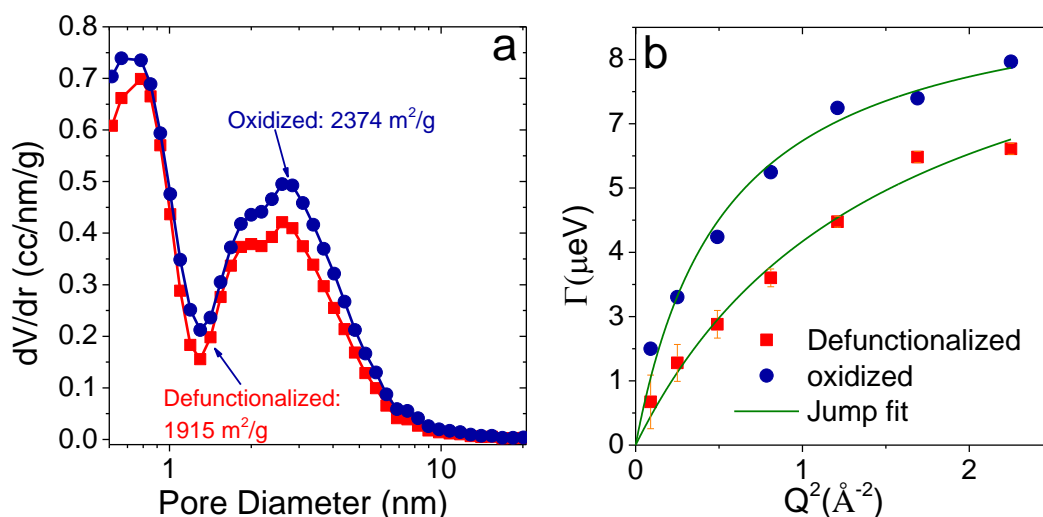 a
dV/dr (cc/nm/g)
0.8
0.7
0.6
0.5
0.4
0.3
0.2
0.1
0.0
Oxidized: 2374 m²/g
Defunctionalized:
1915 m²/g
1 10
Pore Diameter (nm)
b
Γ(μeV)
8
7
5
4
3
1
0
Defunctionalized
oxidized
Jump fit
0 1 2
Q²(Å⁻²)